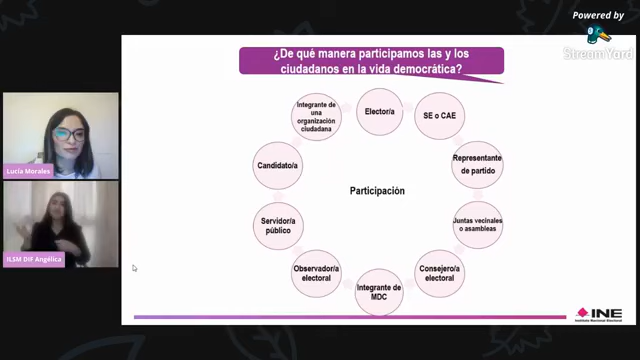 Powered by
StreamYard
¿De qué manera participamos las y los
ciudadanos en la vida democrática?
Integrante de
una
organización
ciudadana
Elector/a
SE o CAE
Candidato/a
Representante
de partido
Participación
Servidor/a
público
Juntas vecinales
o asambleas
Observador/a
electoral
Integrante de
MDC
Consejero/a
electoral
Lucía Morales
ILSM DIF Angélica
INE
Instituto Nacional Electoral